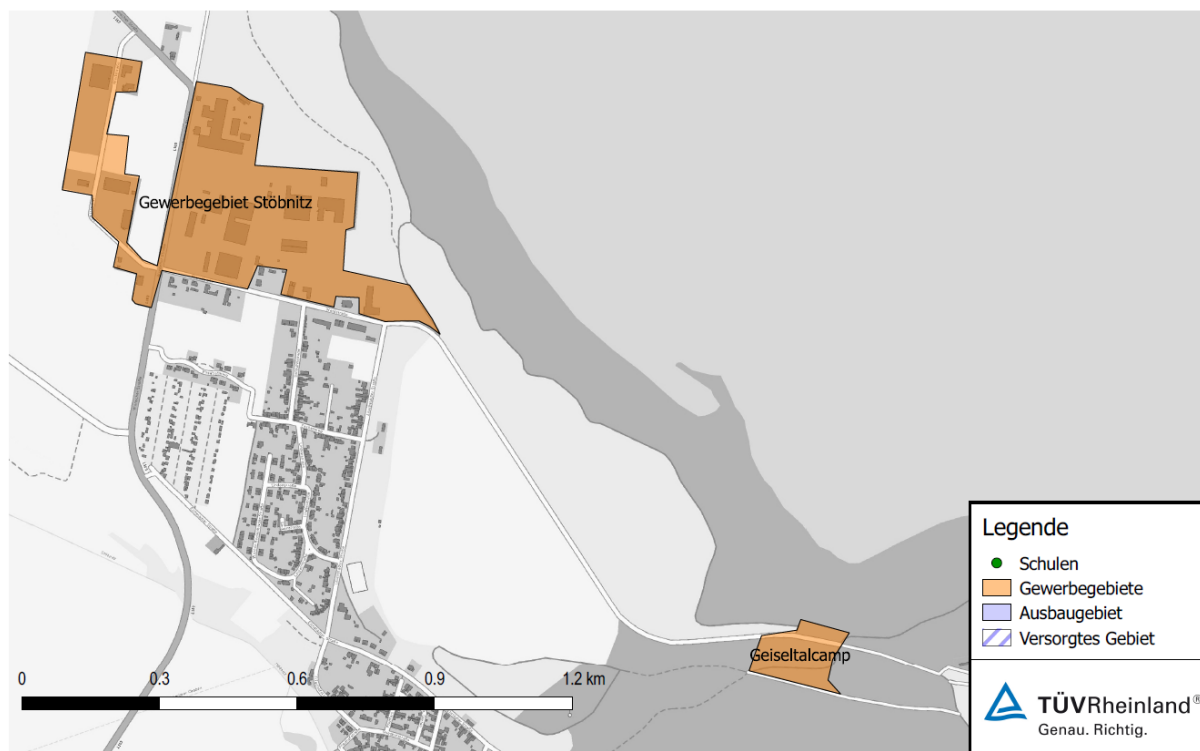 Gewerbegebiet Stöbnitz
Geiseltalcamp
0 0.3 0.6 0.9 1.2 km
Legende
Schulen
Gewerbegebiete
Ausbaugebiet
Versorgtes Gebiet
TÜVRheinland®
Genau. Richtig.